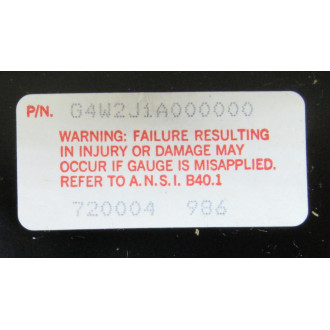 P/N. G4W2J1A000000
WARNING: FAILURE RESULTING
IN INJURY OR DAMAGE MAY
OCCUR IF GAUGE IS MISAPPLIED.
REFER TO A.N.S.I. B40.1
720004 986